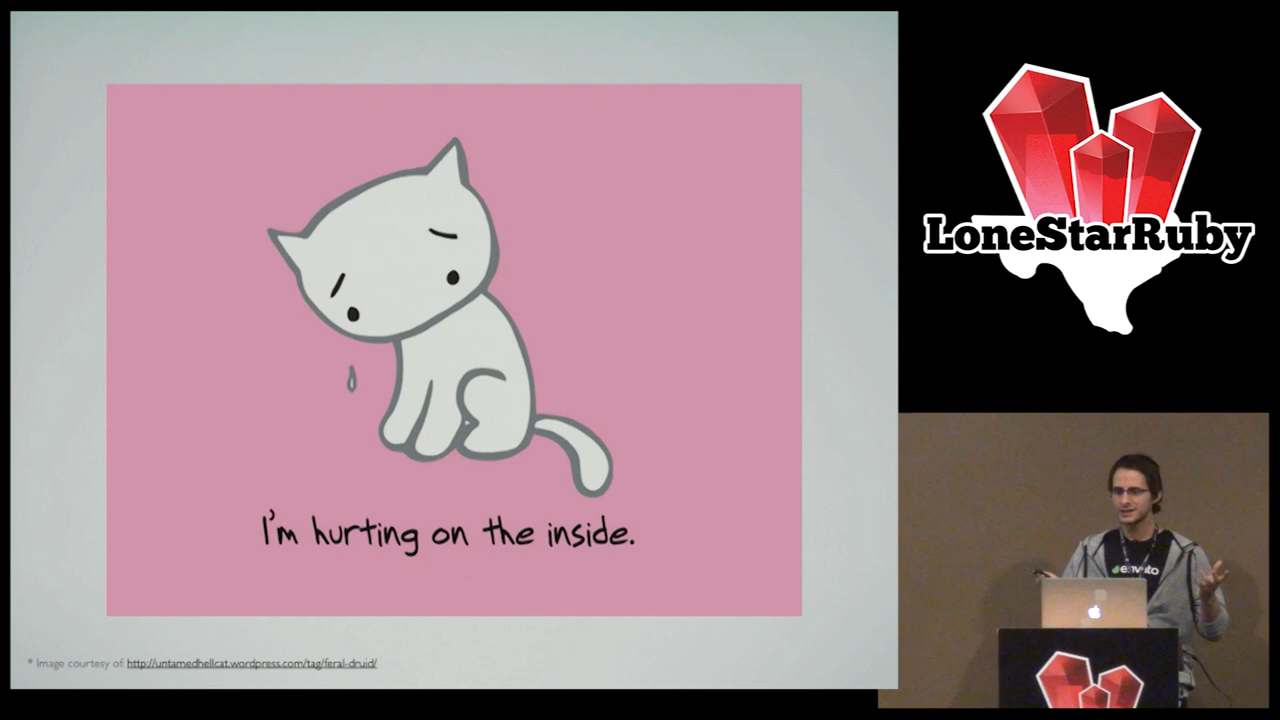 I'm hurting on the inside.
* Image courtesy of: http://untamedhellcat.wordpress.com/tag/feral-druid/
LoneStarRuby
envato